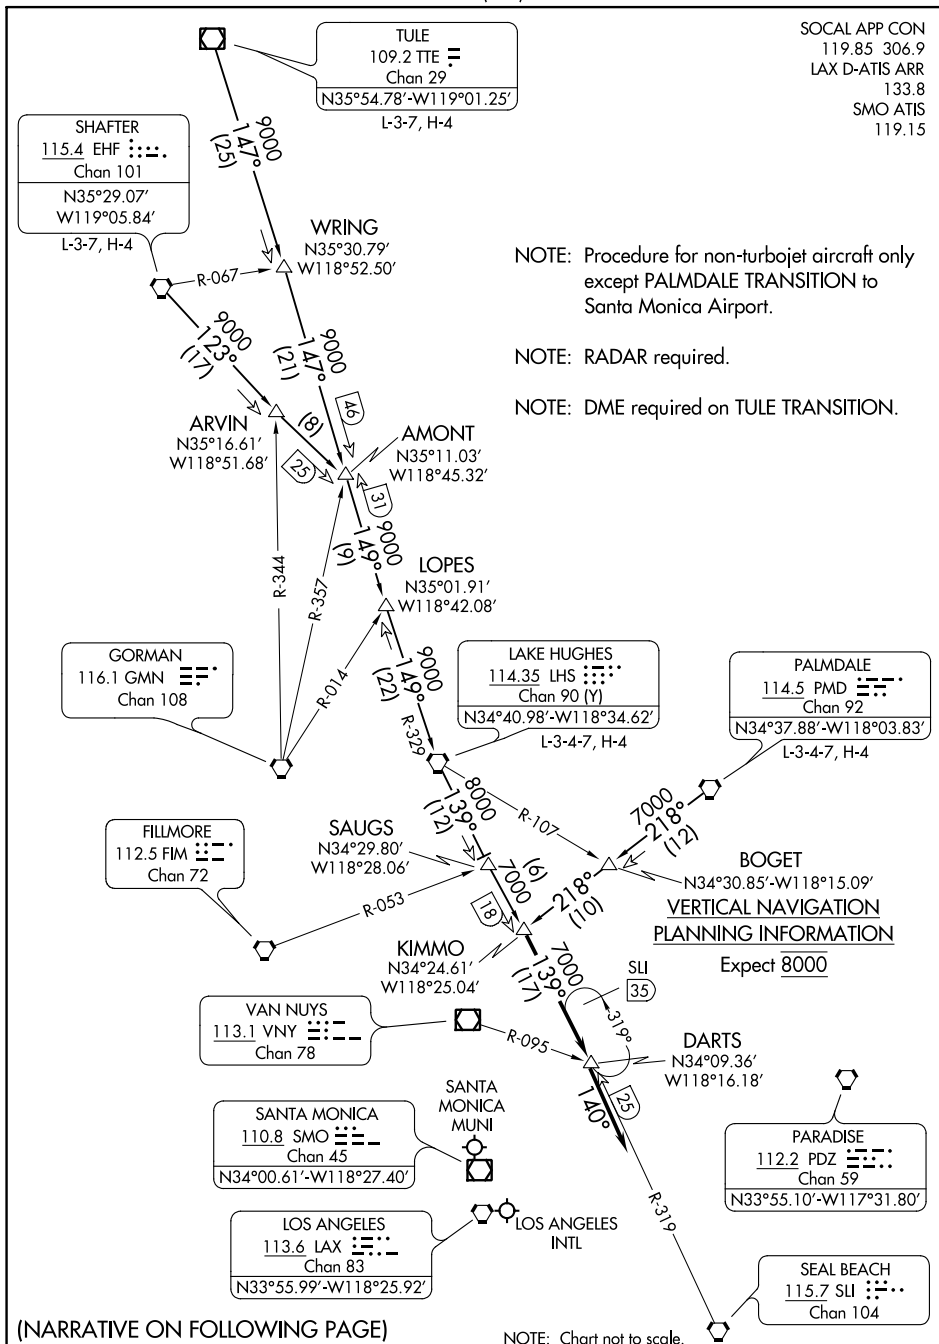 SOCAL APP CON
119.85 306.9
LAX D-ATIS ARR
133.8
SMO ATIS
119.15
TULE
109.2 TTE
Chan 29
N35°54.78'-W119°01.25'
L-3-7, H-4
SHAFTER
115.4 EHF
Chan 101
N35°29.07'
W119°05.84'
L-3-7, H-4
9000
147°
(25)
WRING
N35°30.79'
W118°52.50'
R-067
NOTE: Procedure for non-turbojet aircraft only
except PALMDALE TRANSITION to
Santa Monica Airport.
NOTE: RADAR required.
NOTE: DME required on TULE TRANSITION.
9000
123°
(17)
9000
147°
(21)
46
ARVIN
N35°16.61'
W118°51.68'
(8)
25
AMONT
N35°11.03'
W118°45.32'
31
9000
149°
(9)
R-344
R-357
LOPES
N35°01.91'
W118°42.08'
GORMAN
116.1 GMN
Chan 108
R-014
9000
149°
(22)
R-329
LAKE HUGHES
114.35 LHS
Chan 90 (Y)
N34°40.98'-W118°34.62'
L-3-4-7, H-4
PALMDALE
114.5 PMD
Chan 92
N34°37.88'-W118°03.83'
L-3-4-7, H-4
8000
139°
(12)
R-107
7000
218°
(12)
FILLMORE
112.5 FIM
Chan 72
SAUGS
N34°29.80'
W118°28.06'
R-053
(6)
7000
18
218°
(10)
BOGET
N34°30.85'-W118°15.09'
VERTICAL NAVIGATION
PLANNING INFORMATION
Expect 8000
KIMMO
N34°24.61'
W118°25.04'
7000
139°
(17)
SLI
35
319°
VAN NUYS
113.1 VNY
Chan 78
R-095
DARTS
N34°09.36'
W118°16.18'
25
140°
SANTA
MONICA
MUNI
SANTA MONICA
110.8 SMO
Chan 45
N34°00.61'-W118°27.40'
PARADISE
112.2 PDZ
Chan 59
N33°55.10'-W117°31.80'
LOS ANGELES
113.6 LAX
Chan 83
N33°55.99'-W118°25.92'
LOS ANGELES
INTL
R-319
SEAL BEACH
115.7 SLI
Chan 104
(NARRATIVE ON FOLLOWING PAGE)
NOTE: Chart not to scale.